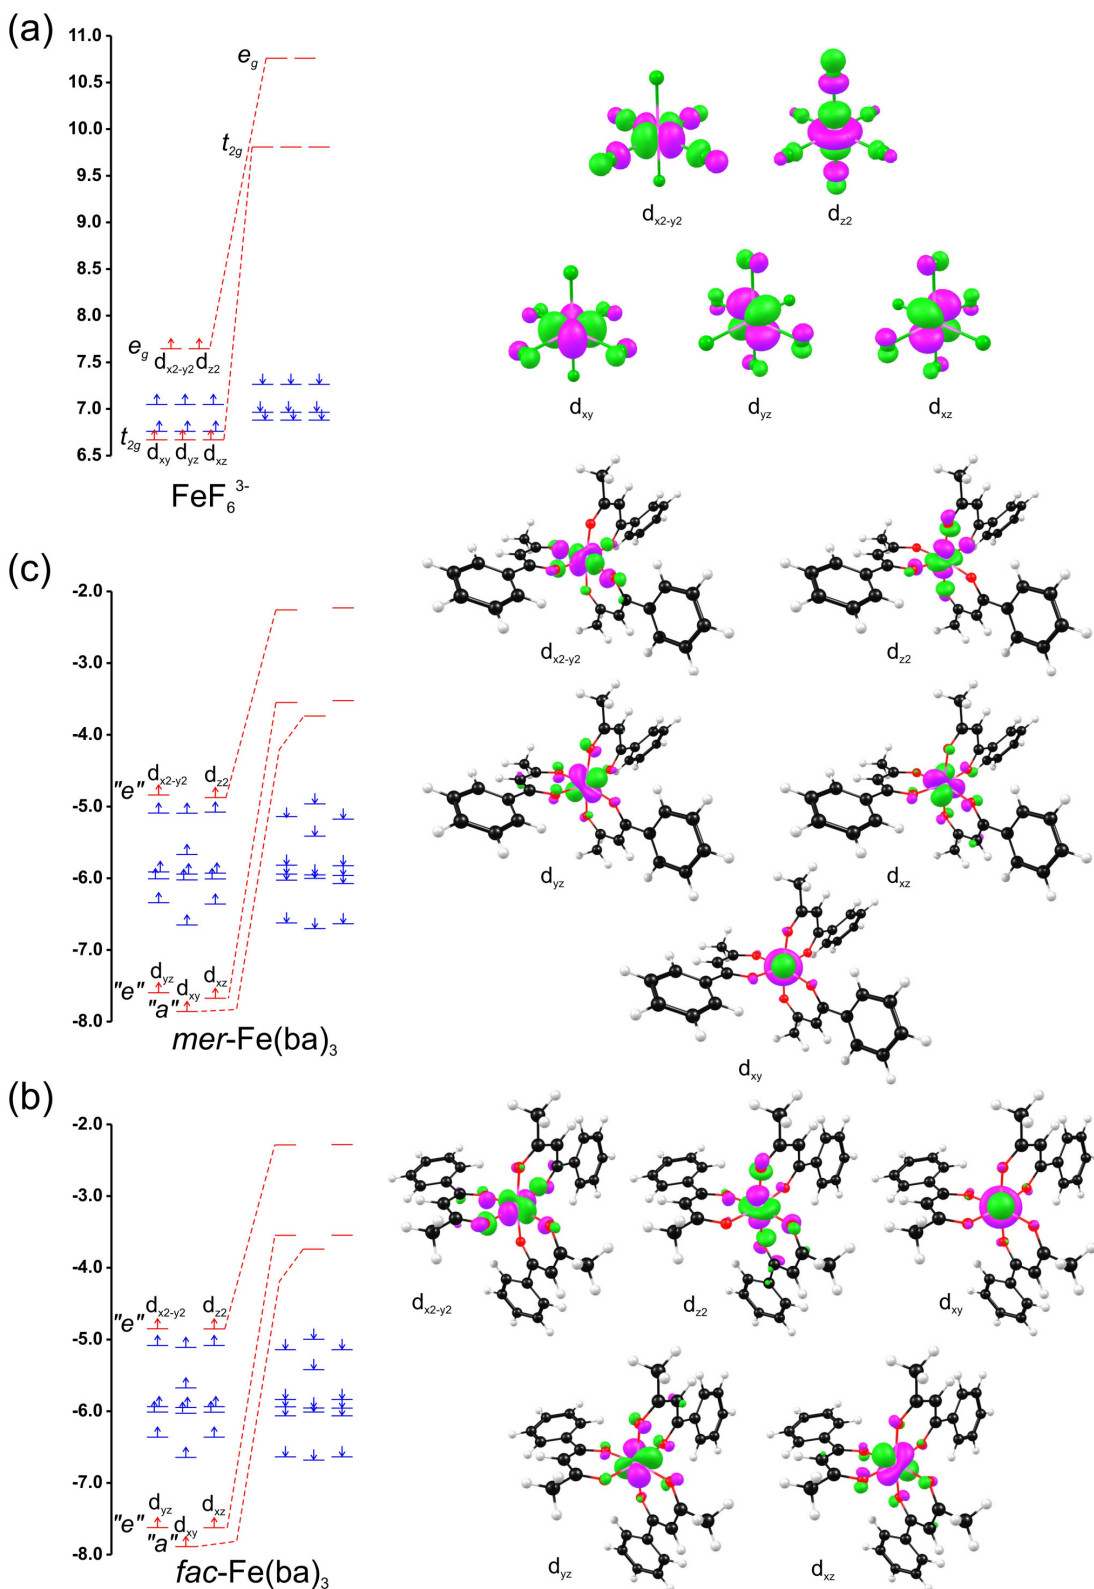 (a)
11.0
10.5
10.0
9.5
9.0
8.5
8.0
7.5
7.0
6.5
e_g
t_2g
e_g
d_x2-y2 d_z2
t_2g
d_xy d_yz d_xz
FeF_6^3-
d_x2-y2 d_z2
d_xy d_yz d_xz
(c)
-2.0
-3.0
-4.0
-5.0
-6.0
-7.0
-8.0
"e" d_x2-y2 d_z2
"e" d_yz d_xy d_xz
"a"
mer-Fe(ba)_3
d_x2-y2 d_z2
d_yz d_xz
d_xy
(b)
-2.0
-3.0
-4.0
-5.0
-6.0
-7.0
-8.0
"e" d_x2-y2 d_z2
"e" d_yz d_xy d_xz
"a"
fac-Fe(ba)_3
d_x2-y2 d_z2 d_xy
d_yz d_xz